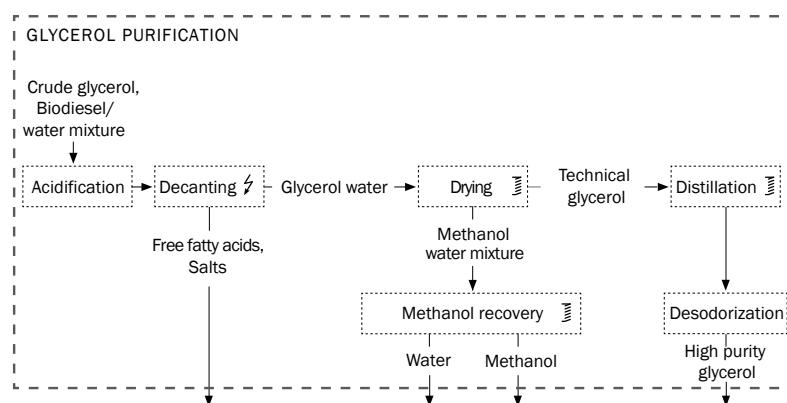 GLYCEROL PURIFICATION
Crude glycerol,
Biodiesel/
water mixture
Acidification
Decanting
Glycerol water
Drying
Technical
glycerol
Distillation
Free fatty acids,
Salts
Methanol
water mixture
Methanol recovery
Desodorization
Water
Methanol
High purity
glycerol